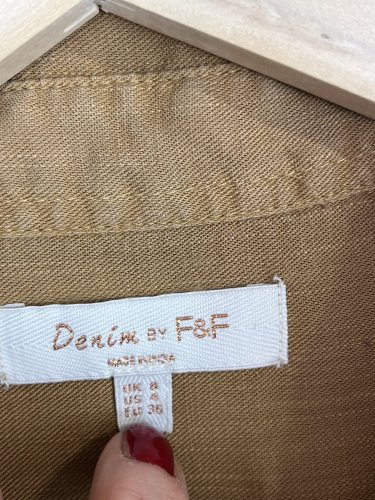 Denim BY F&F
MADE IN INDIA
UK 8
US 4
EU 36